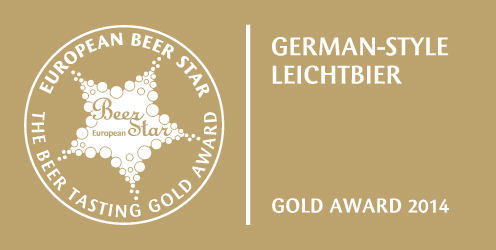 EUROPEAN BEER STAR
Beer
European Star
THE BEER TASTING GOLD AWARD
GERMAN-STYLE
LEICHTBIER
GOLD AWARD 2014